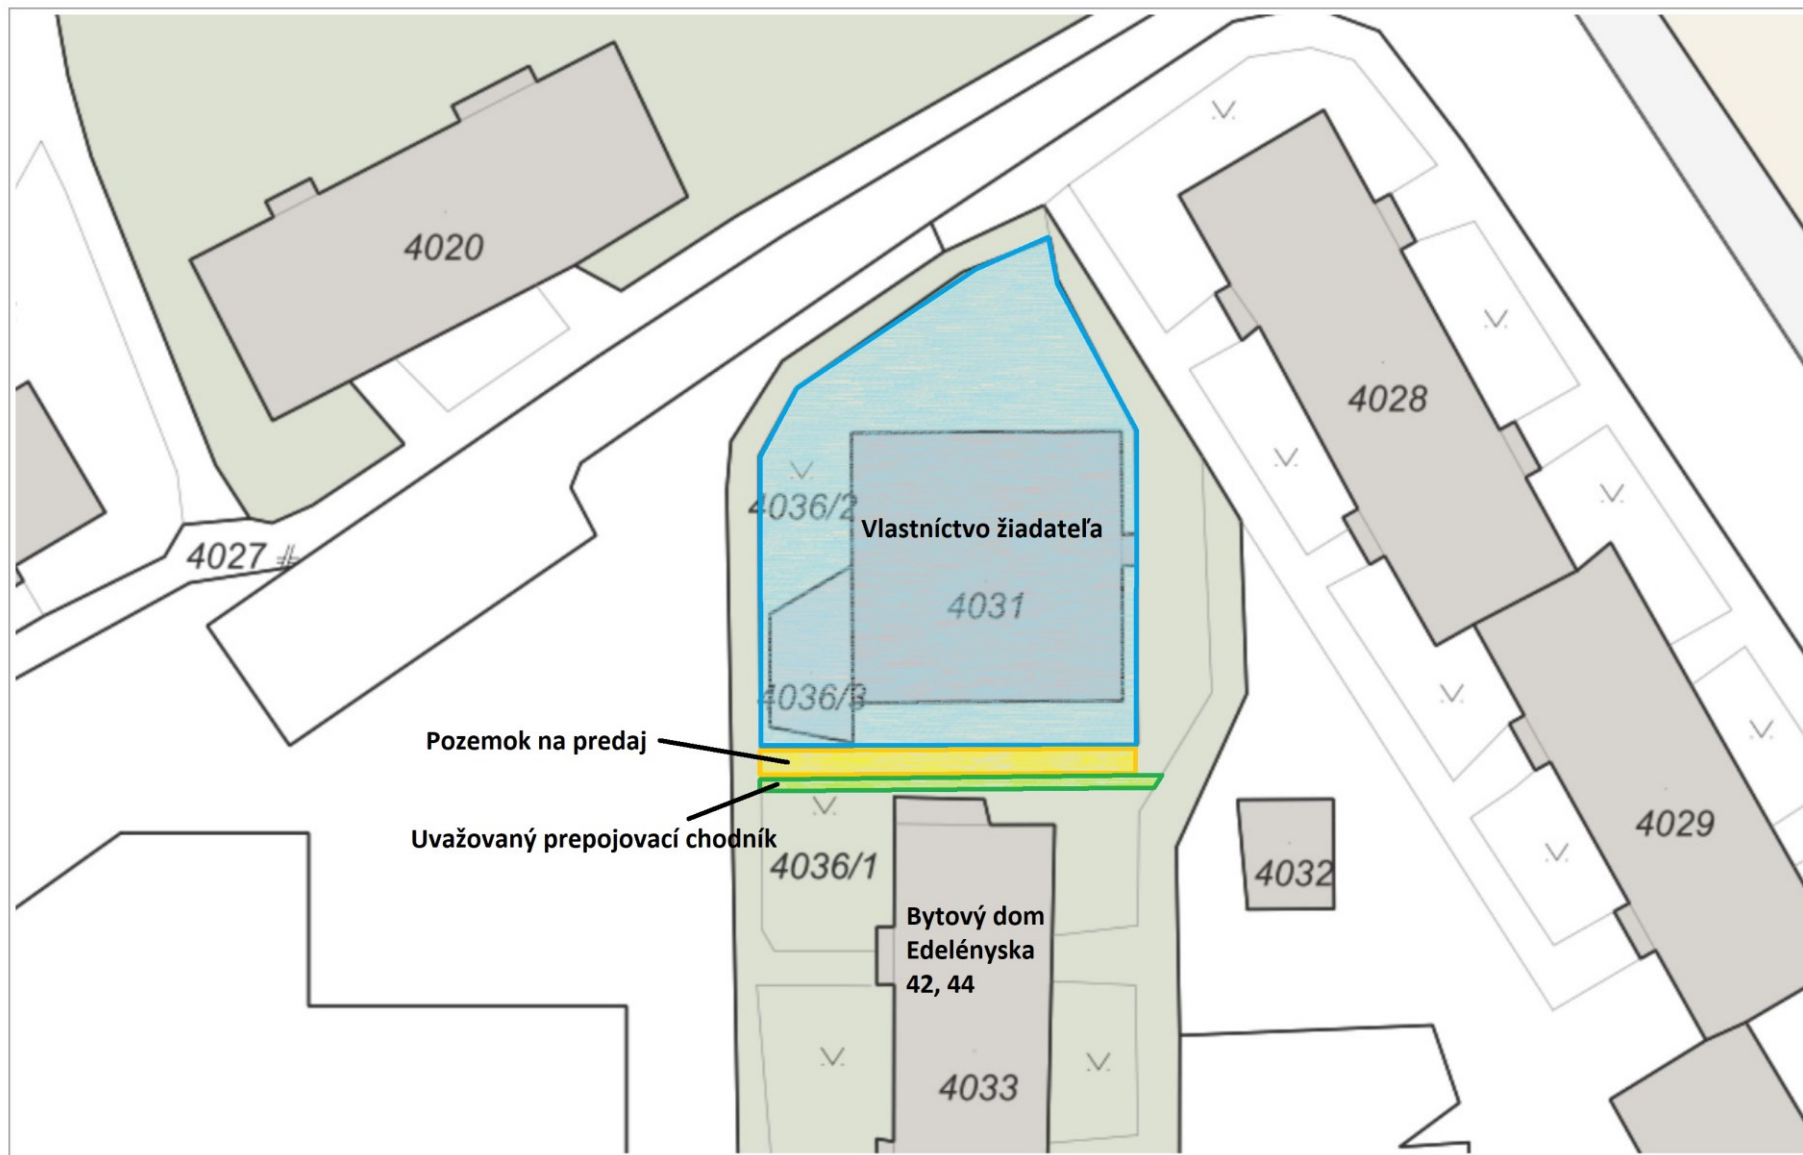 4020
4028
4036/2
Vlastníctvo žiadateľa
4027
4031
4036/3
Pozemok na predaj
4029
Uvažovaný prepojovací chodník
4036/1
4032
Bytový dom
Edelényska
42, 44
4033